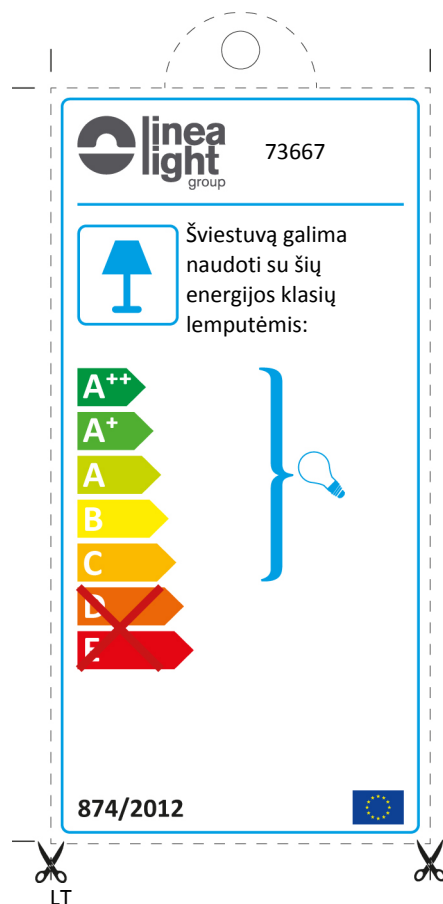 linea
light
group
73667
Šviestuvą galima
naudoti su šių
energijos klasių
lemputėmis:
A++
A+
A
B
C
D
E
874/2012
LT